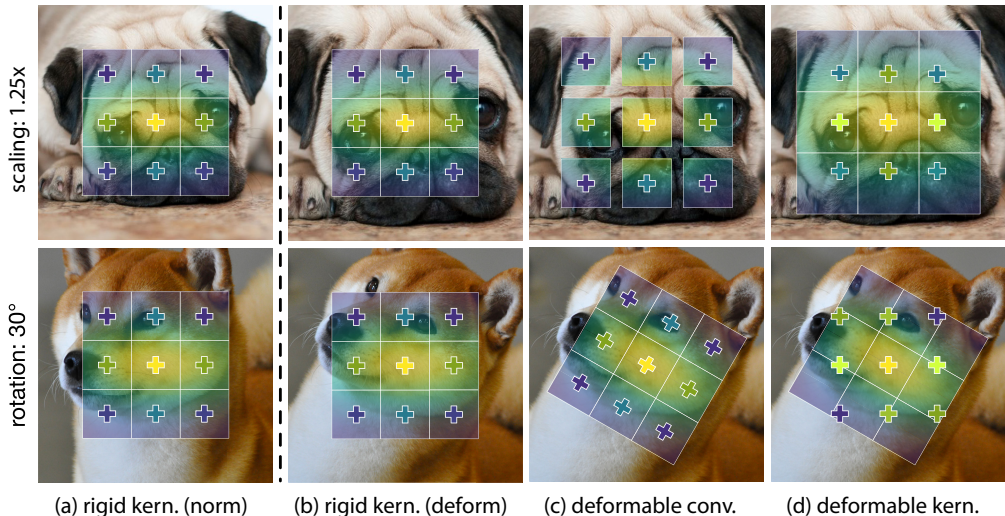 scaling: 1.25x
rotation: 30°
(a) rigid kern. (norm)
(b) rigid kern. (deform)
(c) deformable conv.
(d) deformable kern.